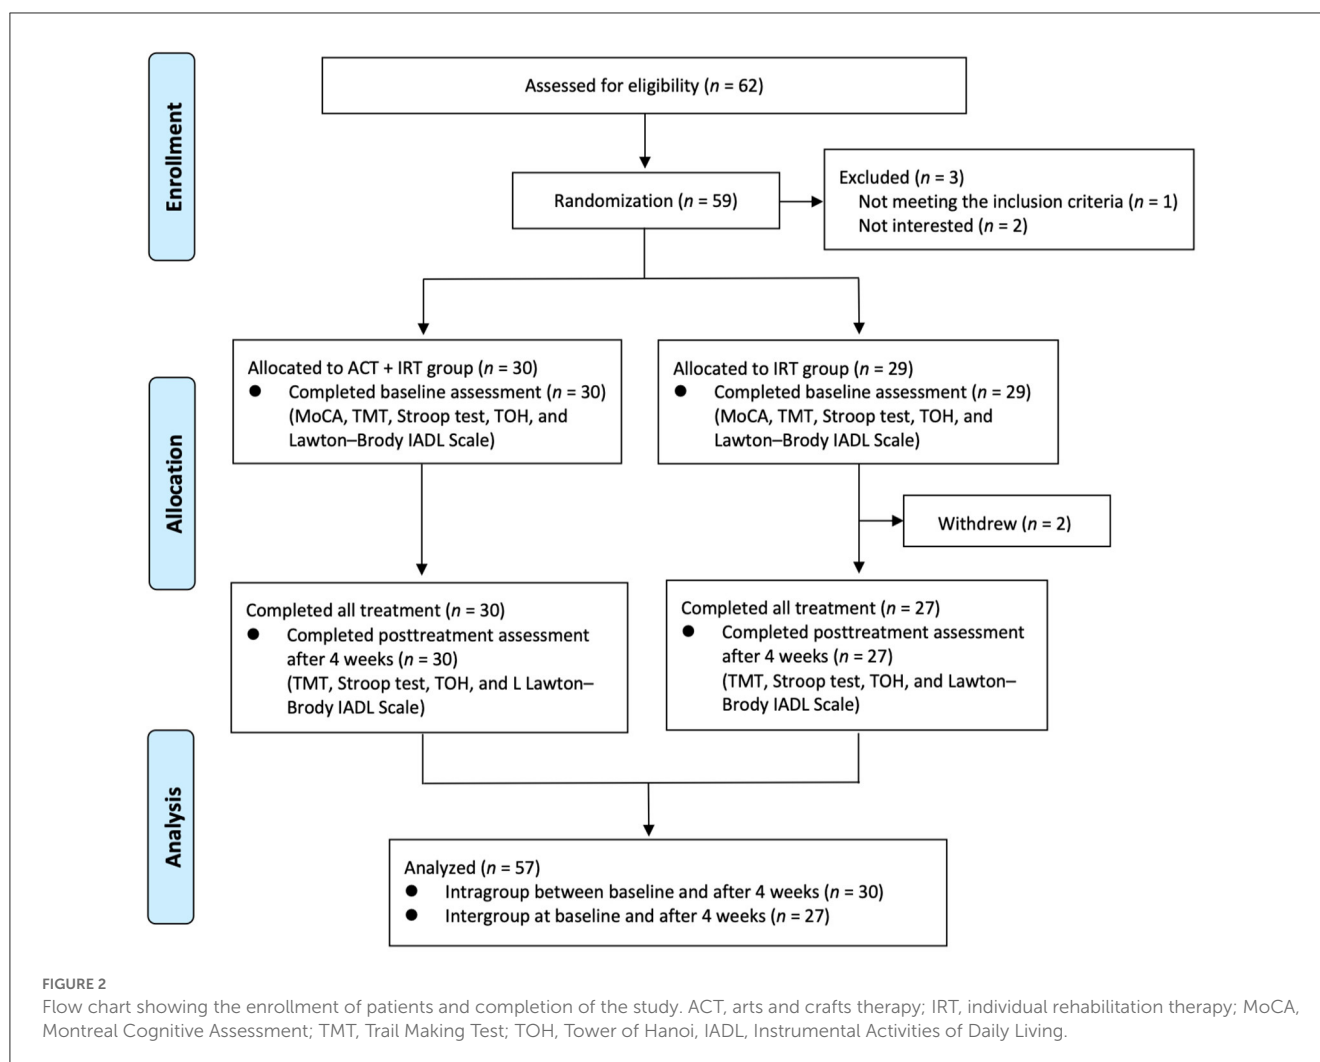 Enrollment
Assessed for eligibility (n = 62)
Randomization (n = 59)
Excluded (n = 3)
Not meeting the inclusion criteria (n = 1)
Not interested (n = 2)
Allocation
Allocated to ACT + IRT group (n = 30)
● Completed baseline assessment (n = 30)
(MoCA, TMT, Stroop test, TOH, and
Lawton–Brody IADL Scale)
Allocated to IRT group (n = 29)
● Completed baseline assessment (n = 29)
(MoCA, TMT, Stroop test, TOH, and
Lawton–Brody IADL Scale)
Withdrew (n = 2)
Completed all treatment (n = 30)
● Completed posttreatment assessment
after 4 weeks (n = 30)
(TMT, Stroop test, TOH, and L Lawton–
Brody IADL Scale)
Completed all treatment (n = 27)
● Completed posttreatment assessment
after 4 weeks (n = 27)
(TMT, Stroop test, TOH, and Lawton–
Brody IADL Scale)
Analysis
Analyzed (n = 57)
● Intragroup between baseline and after 4 weeks (n = 30)
● Intergroup at baseline and after 4 weeks (n = 27)
FIGURE 2
Flow chart showing the enrollment of patients and completion of the study. ACT, arts and crafts therapy; IRT, individual rehabilitation therapy; MoCA,
Montreal Cognitive Assessment; TMT, Trail Making Test; TOH, Tower of Hanoi, IADL, Instrumental Activities of Daily Living.